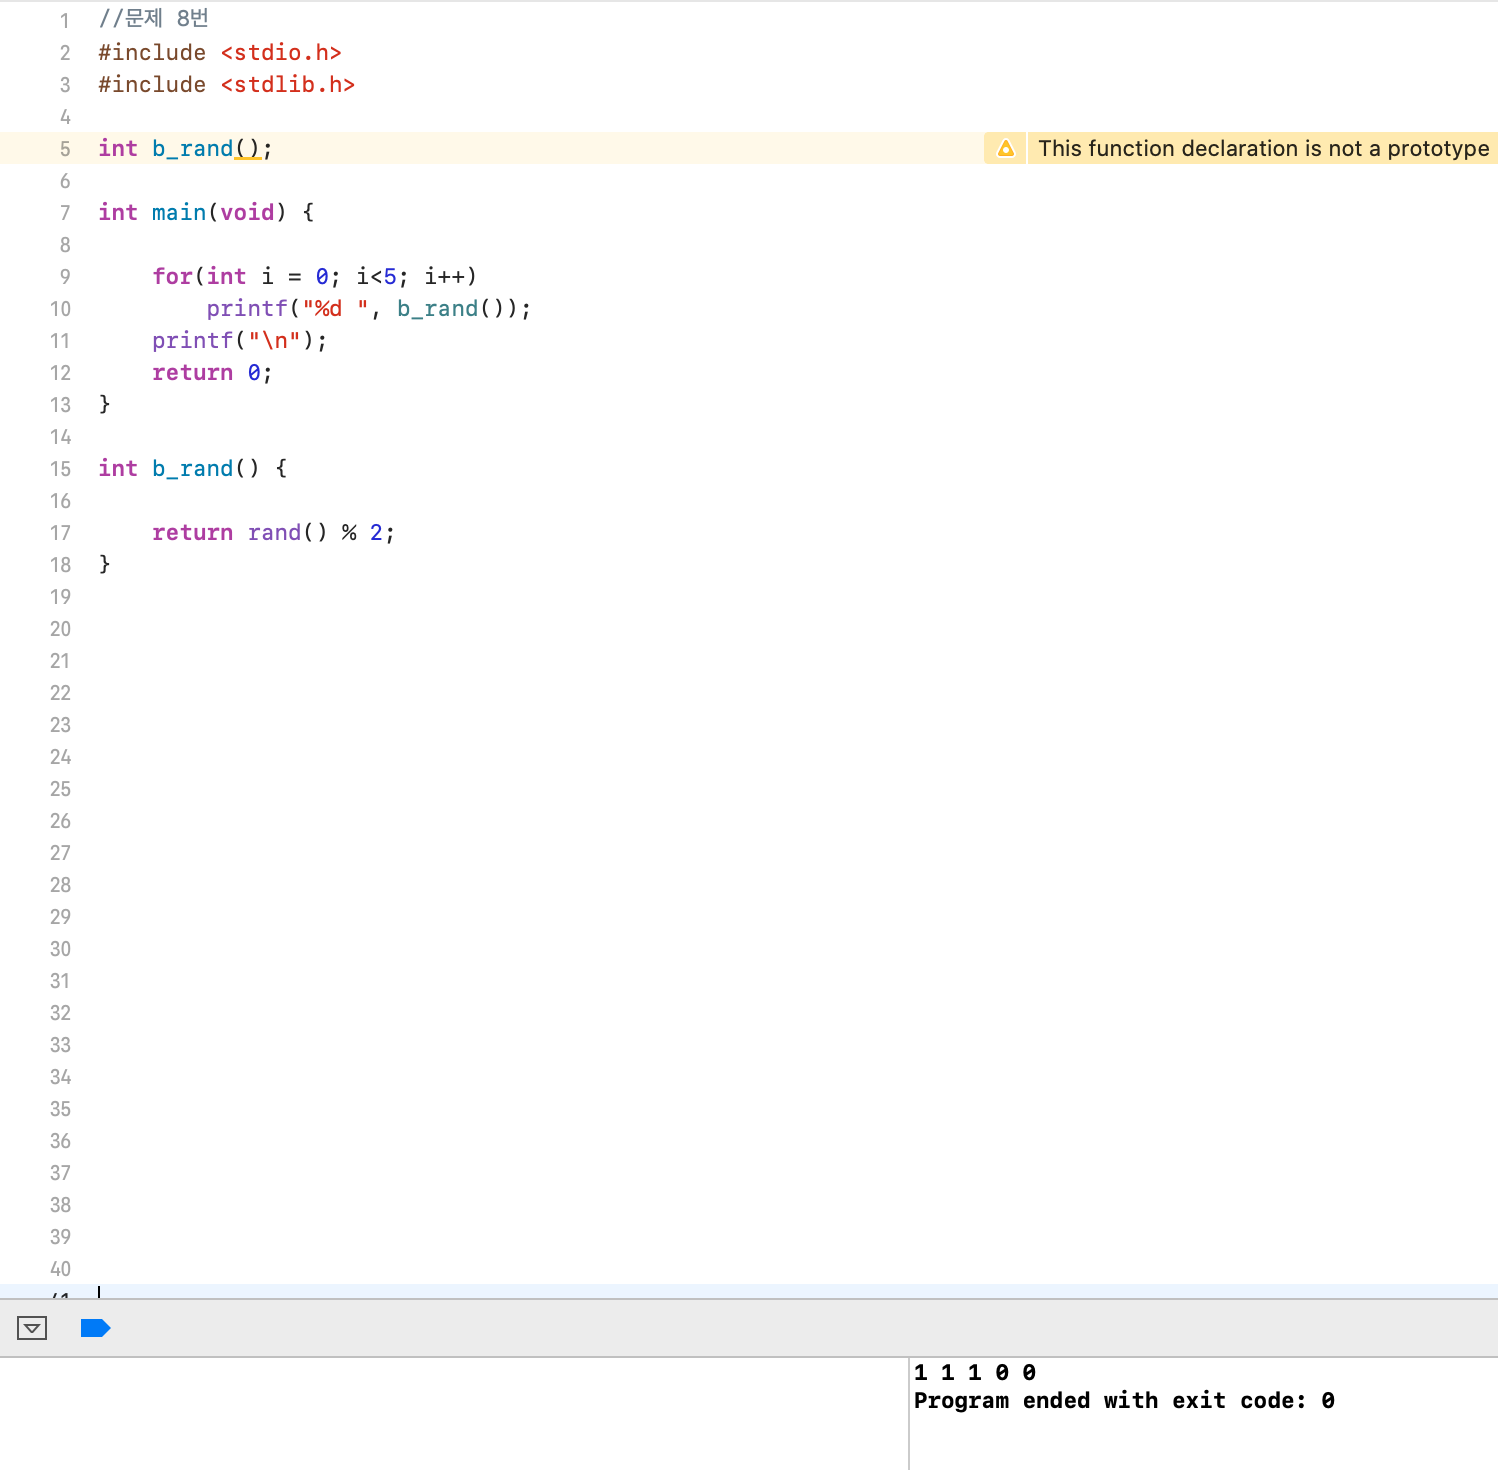 1 //문제 8번
2 #include <stdio.h>
3 #include <stdlib.h>
4
5 int b_rand(); This function declaration is not a prototype
6
7 int main(void) {
8
9     for(int i = 0; i<5; i++)
10         printf("%d ", b_rand());
11     printf("\n");
12     return 0;
13 }
14
15 int b_rand() {
16
17     return rand() % 2;
18 }
19
20
21
22
23
24
25
26
27
28
29
30
31
32
33
34
35
36
37
38
39
40
41
1 1 1 0 0
Program ended with exit code: 0